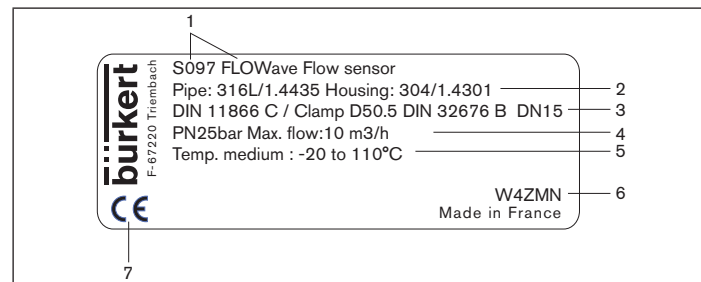 1
bürkert
F-67220 Triembach
S097 FLOWave Flow sensor
Pipe: 316L/1.4435 Housing: 304/1.4301 2
DIN 11866 C / Clamp D50.5 DIN 32676 B DN15 3
PN25bar Max. flow:10 m3/h 4
Temp. medium : -20 to 110°C 5
W4ZMN 6
Made in France
CE
7